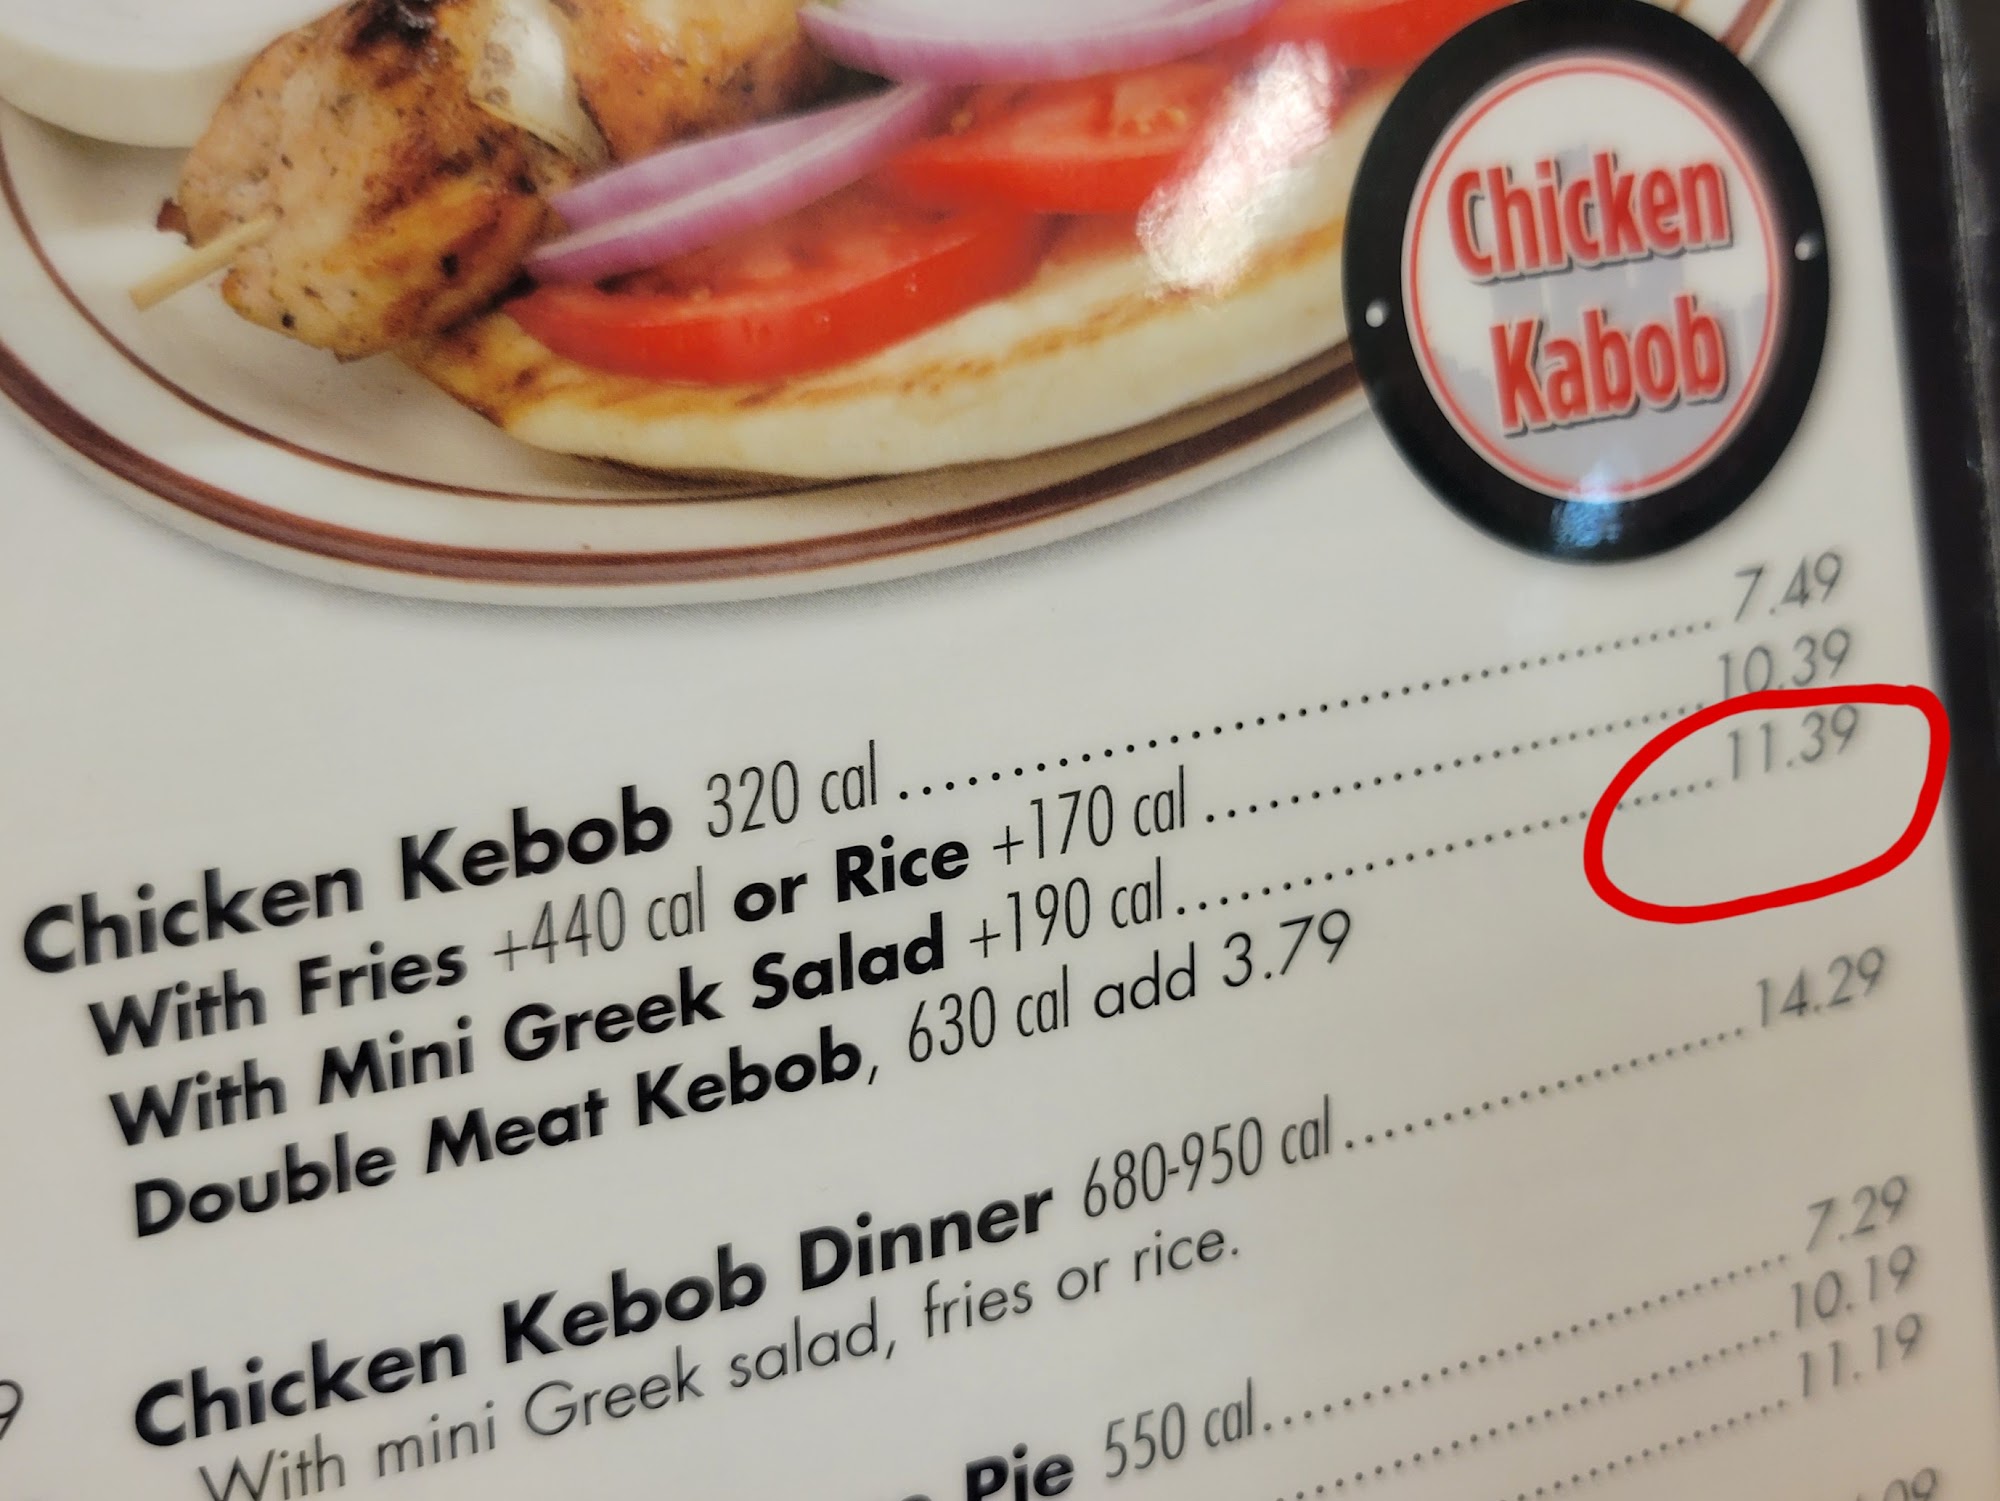 Chicken
Kabob
Chicken Kebob 320 cal........................................ 7.49
With Fries +440 cal or Rice +170 cal........................ 10.39
With Mini Greek Salad +190 cal........................ 11.39
Double Meat Kebob, 630 cal add 3.79
Chicken Kebob Dinner 680-950 cal........................ 14.29
With mini Greek salad, fries or rice.
Pie 550 cal........................ 7.29
10.19
11.19